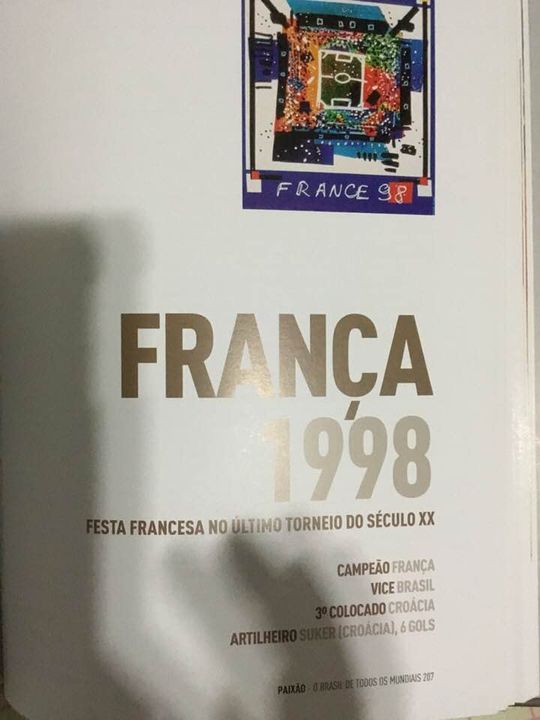 FRANCE 98
FRANÇA
1998
FESTA FRANCESA NO ÚLTIMO TORNEIO DO SÉCULO XX
CAMPEÃO FRANÇA
VICE BRASIL
3º COLOCADO CROÁCIA
ARTILHEIRO SUKER (CROÁCIA), 6 GOLS
PAIXÃO - O BRASIL DE TODOS OS MUNDIAIS 207